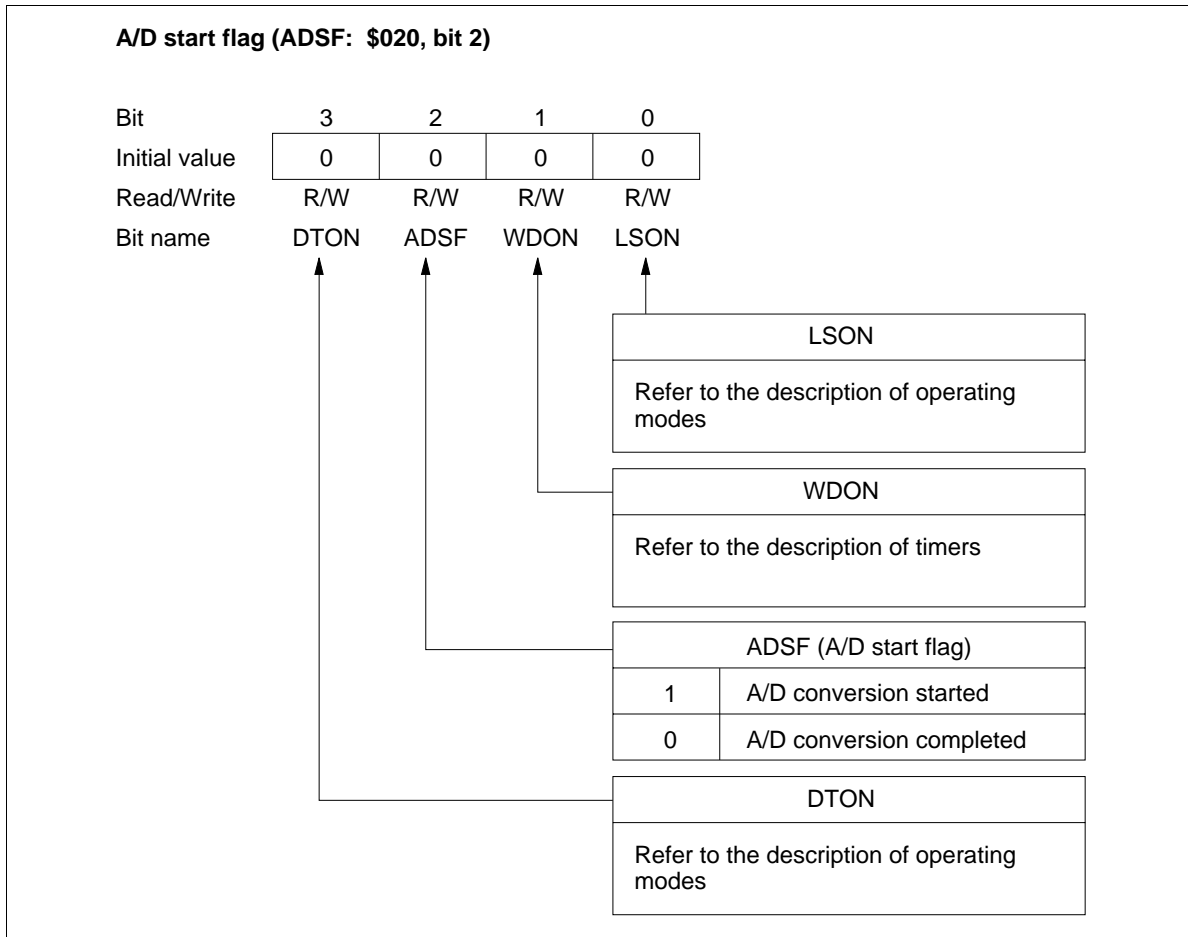 A/D start flag (ADSF: $020, bit 2)
Bit 3 2 1 0
Initial value 0 0 0 0
Read/Write R/W R/W R/W R/W
Bit name DTON ADSF WDON LSON
LSON
Refer to the description of operating
modes
WDON
Refer to the description of timers
ADSF (A/D start flag)
1 A/D conversion started
0 A/D conversion completed
DTON
Refer to the description of operating
modes